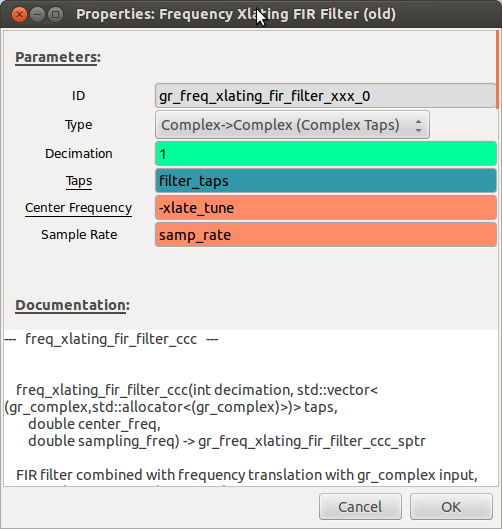 Properties: Frequency Xlating FIR Filter (old)
Parameters:
ID gr_freq_xlating_fir_filter_xxx_0
Type Complex->Complex (Complex Taps)
Decimation 1
Taps filter_taps
Center Frequency -xlate_tune
Sample Rate samp_rate
Documentation:
--- freq_xlating_fir_filter_ccc ---
freq_xlating_fir_filter_ccc(int decimation, std::vector<
(gr_complex,std::allocator<(gr_complex)>)> taps,
double center_freq,
double sampling_freq) -> gr_freq_xlating_fir_filter_ccc_sptr
FIR filter combined with frequency translation with gr_complex input,
Cancel OK